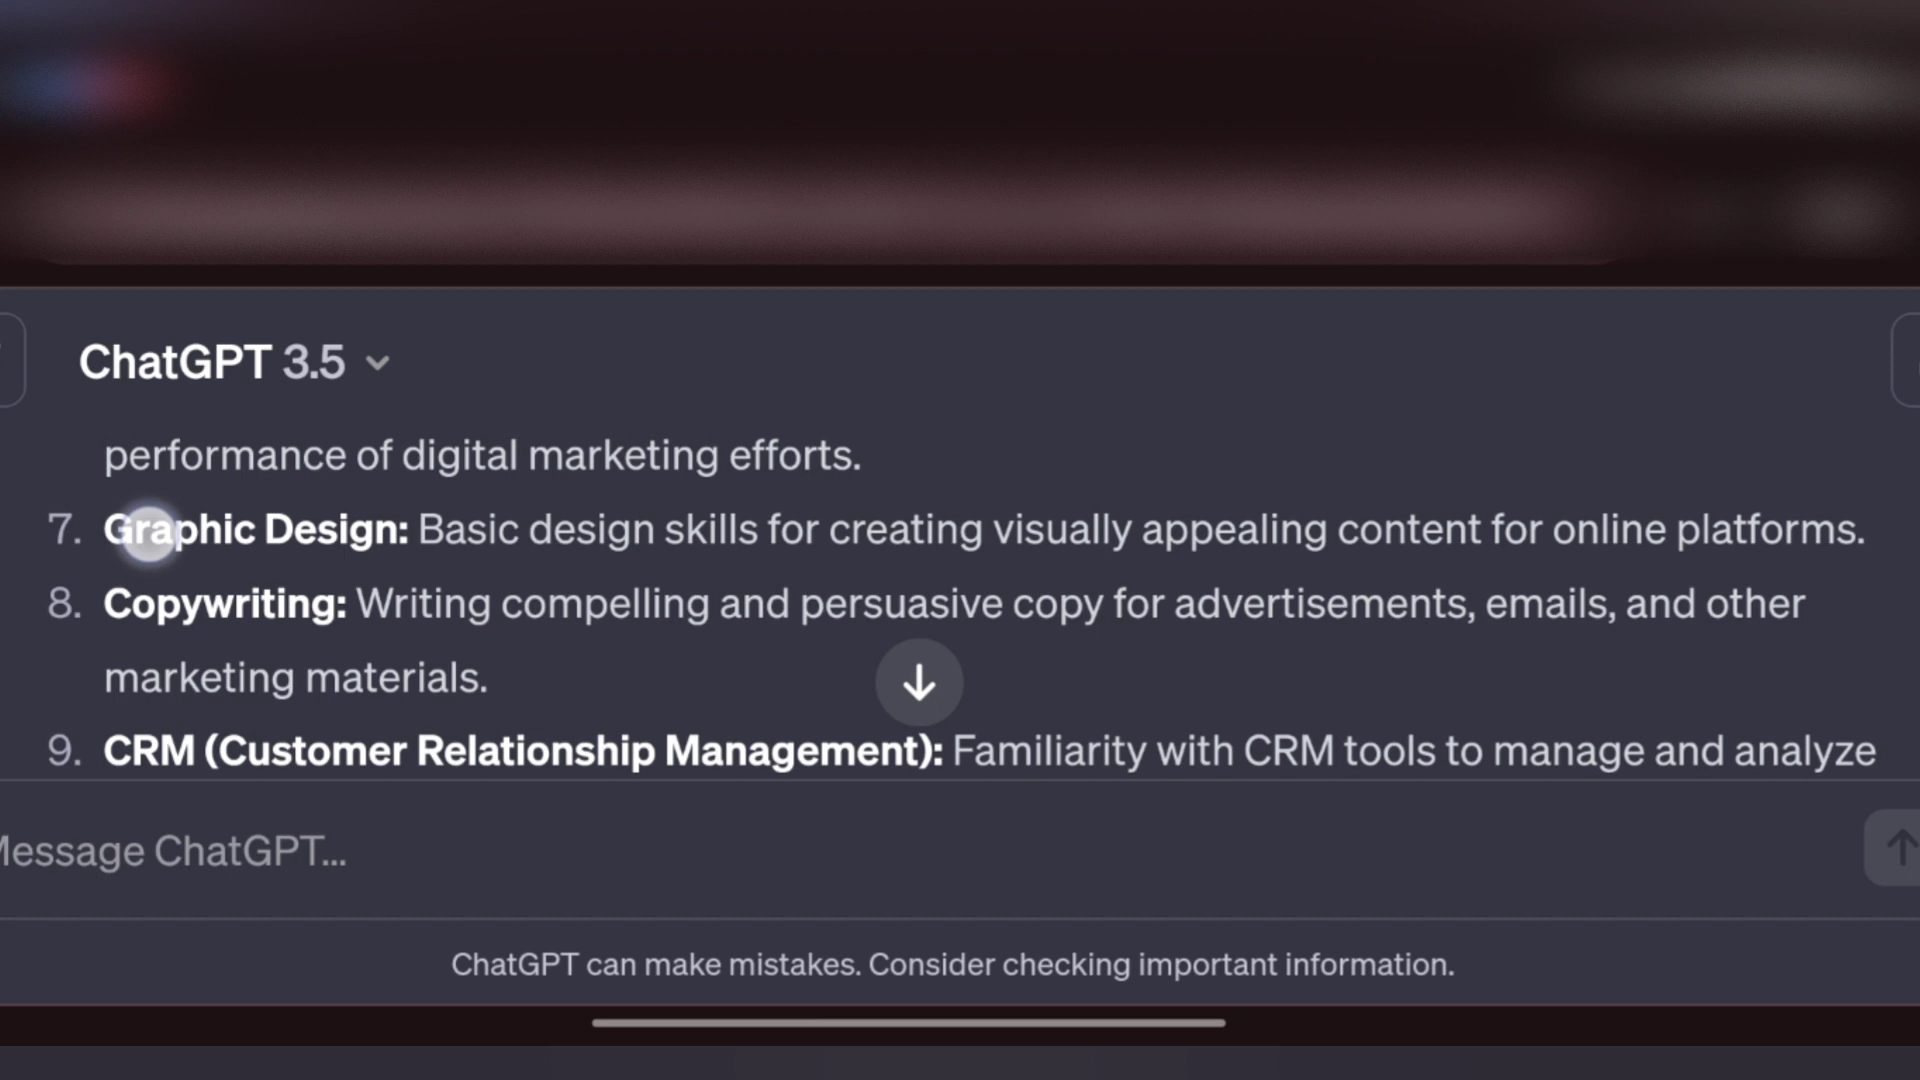 ChatGPT 3.5
performance of digital marketing efforts.
7. Graphic Design: Basic design skills for creating visually appealing content for online platforms.
8. Copywriting: Writing compelling and persuasive copy for advertisements, emails, and other
marketing materials.
9. CRM (Customer Relationship Management): Familiarity with CRM tools to manage and analyze
Message ChatGPT...
ChatGPT can make mistakes. Consider checking important information.